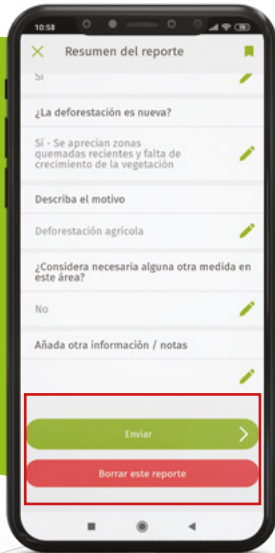 10:58
Resumen del reporte
Sí
¿La deforestación es nueva?
Sí - Se aprecian zonas
quemadas recientes y falta de
crecimiento de la vegetación
Describa el motivo
Deforestación agrícola
¿Considera necesaria alguna otra medida en
este área?
No
Añada otra información / notas
Enviar
Borrar este reporte